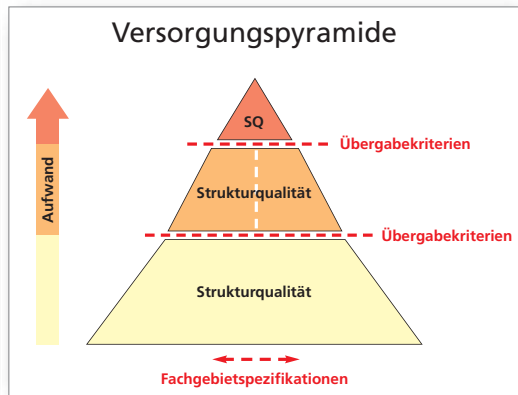 Versorgungspyramide
SQ
Übergabekriterien
Aufwand
Strukturqualität
Übergabekriterien
Strukturqualität
Fachgebietspezifikationen